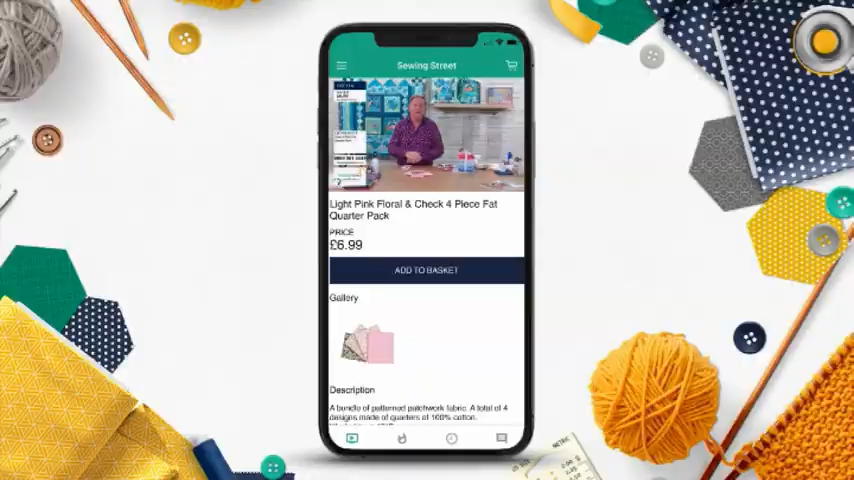 Sewing Street
Light Pink Floral & Check 4 Piece Fat
Quarter Pack
PRICE
£6.99
ADD TO BASKET
Gallery
Description
A bundle of patterned patchwork fabric. A total of 4
designs made of quarters of 100% cotton.
METRIC